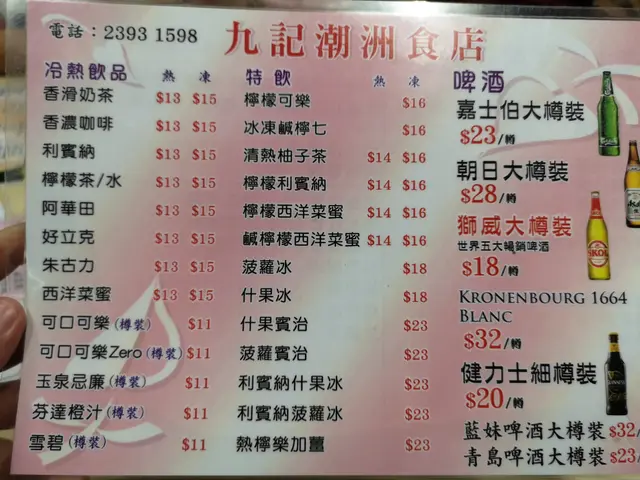 電話：2393 1598
九記潮洲食店
冷熱飲品 熱 凍
香滑奶茶 $13 $15
香濃咖啡 $13 $15
利賓納 $13 $15
檸檬茶/水 $13 $15
阿華田 $13 $15
好立克 $13 $15
朱古力 $13 $15
西洋菜蜜 $13 $15
可口可樂(樽裝) $11
可口可樂Zero(樽裝) $11
玉泉忌廉(樽裝) $11
芬達橙汁(樽裝) $11
雪碧(樽裝) $11
特飲 熱 凍
檸檬可樂 $16
冰凍鹹檸七 $16
清熱柚子茶 $14 $16
檸檬利賓納 $14 $16
檸檬西洋菜蜜 $14 $16
鹹檸檬西洋菜蜜 $14 $16
菠蘿冰 $18
什果冰 $18
什果賓治 $23
菠蘿賓治 $23
利賓納什果冰 $23
利賓納菠蘿冰 $23
熱檸樂加薑 $23
啤酒
嘉士伯大樽裝
$23/樽
朝日大樽裝
$28/樽
獅威大樽裝
世界五大暢銷啤酒
$18/樽
KRONENBOURG 1664
BLANC
$32/樽
健力士細樽裝
$20/樽
藍妹啤酒大樽裝 $32/
青島啤酒大樽裝 $23/